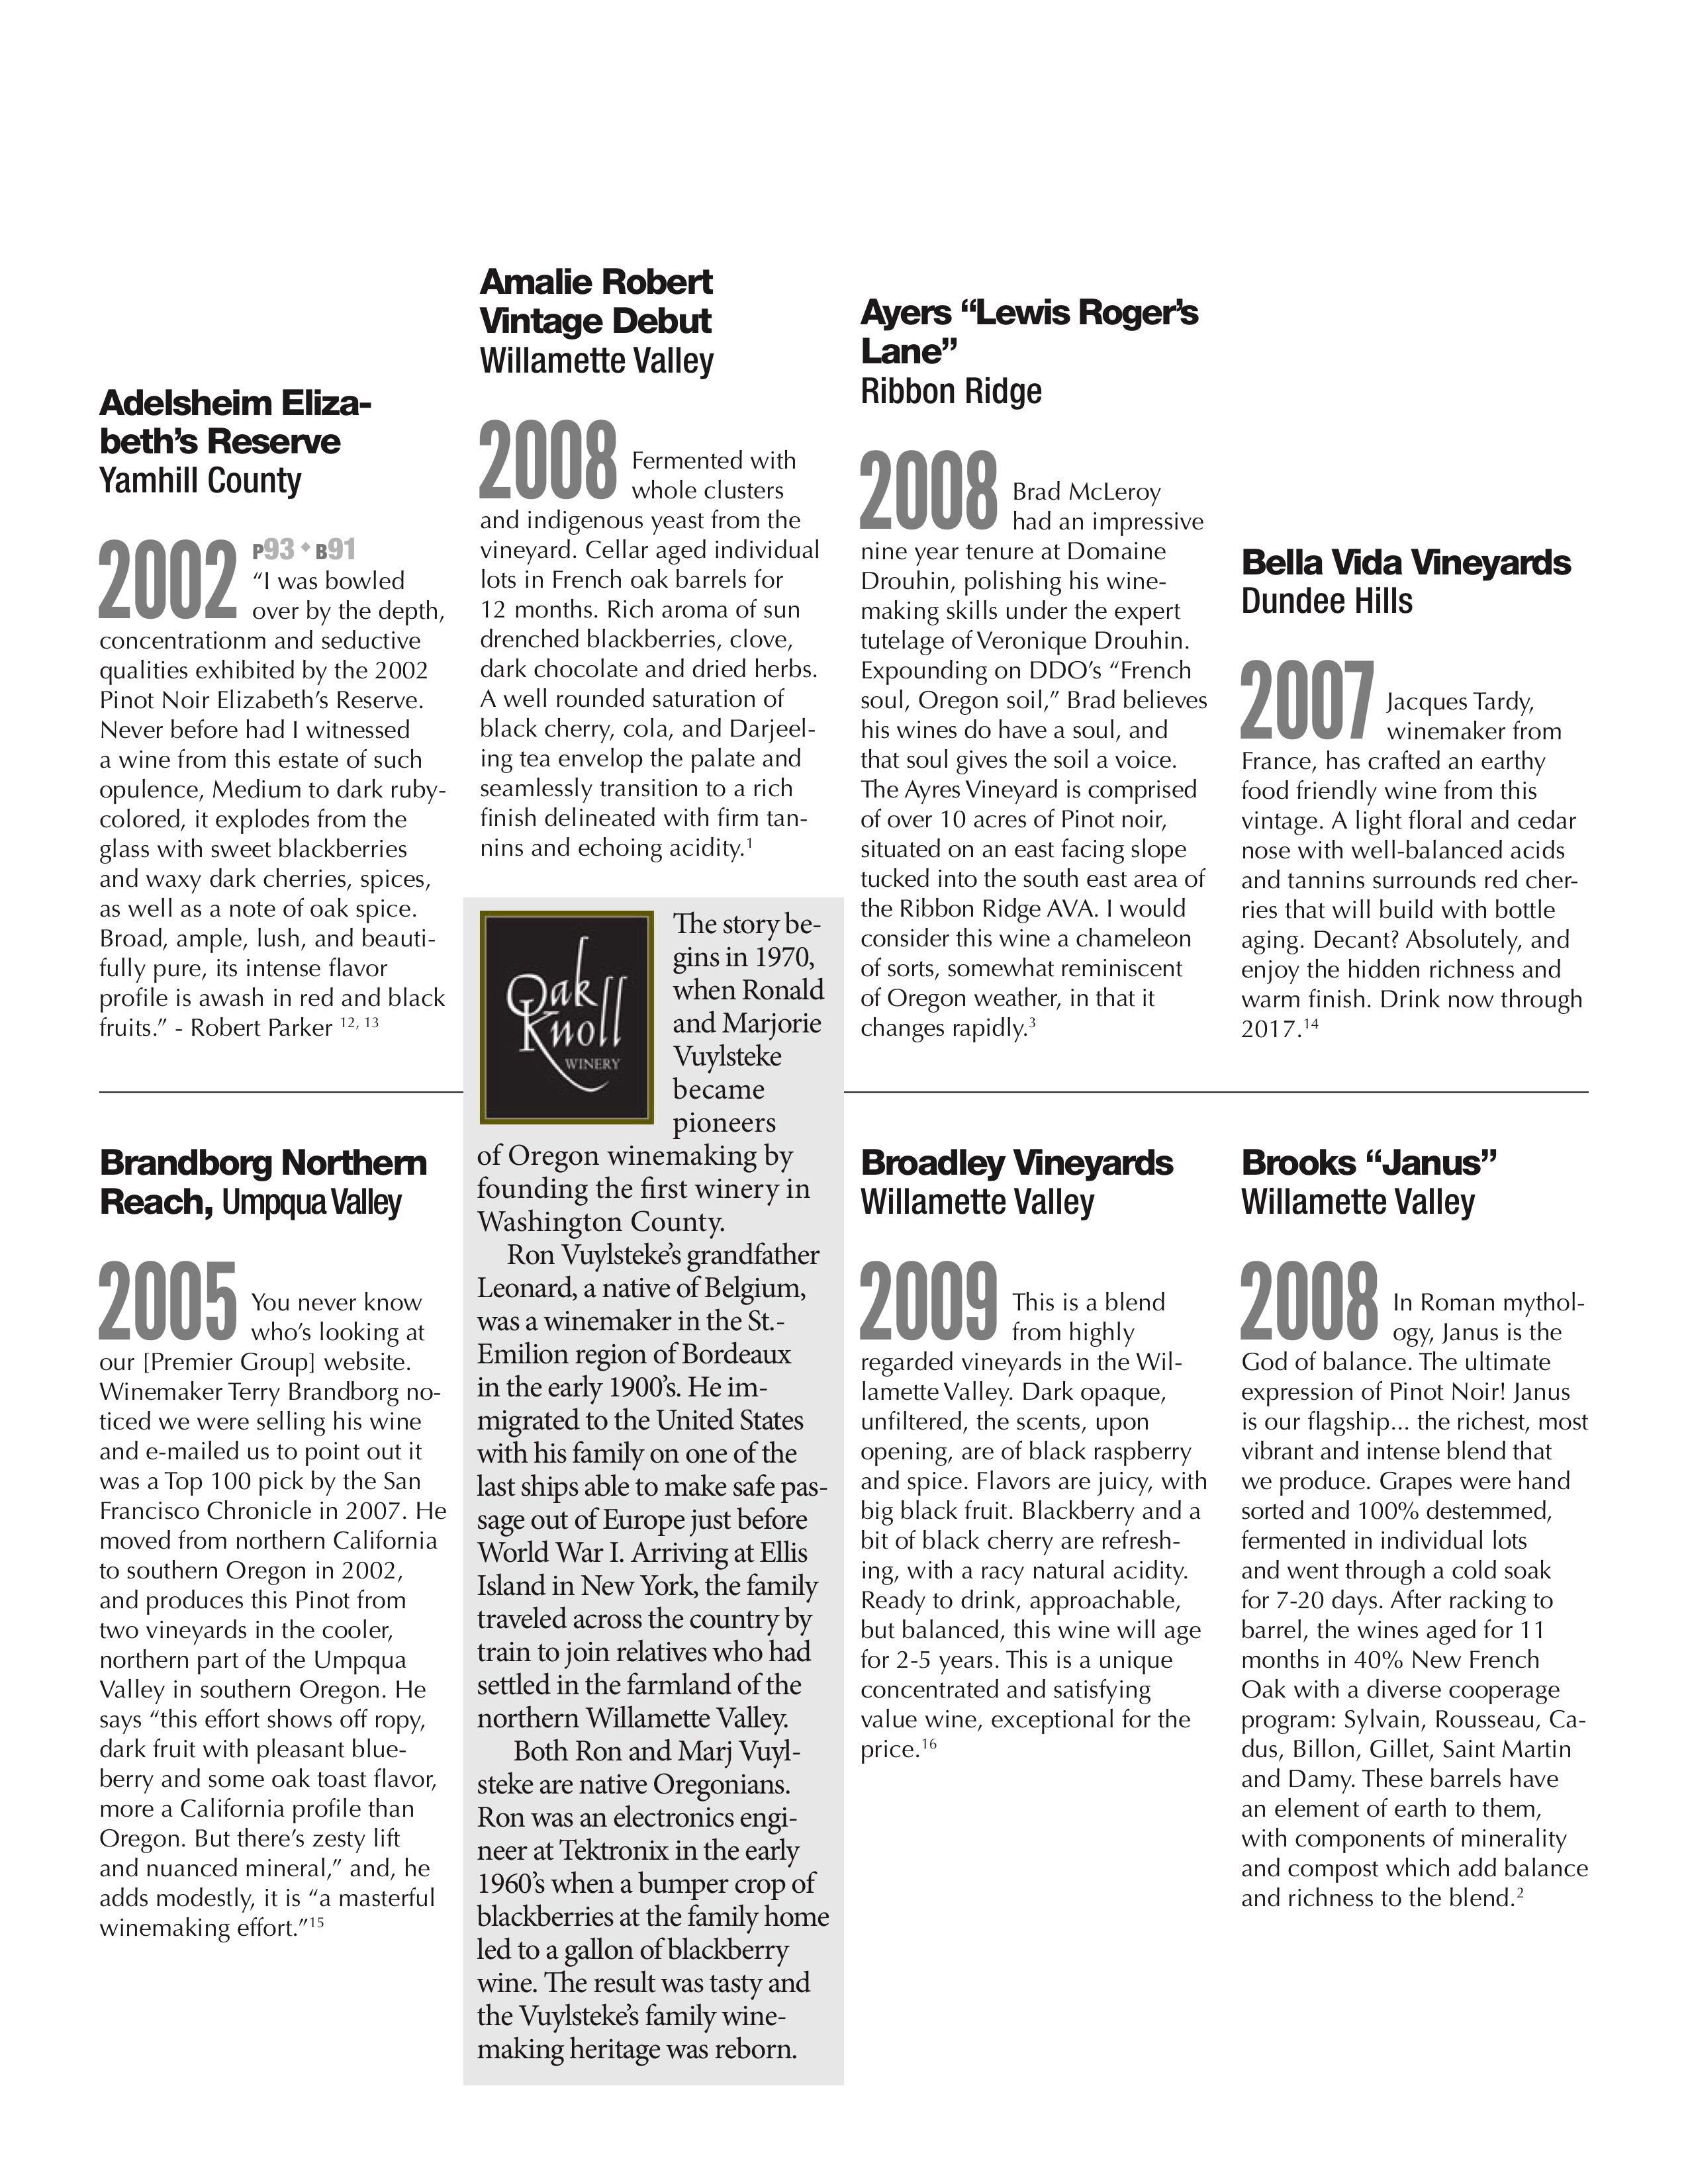 Adelsheim Eliza-
beth’s Reserve
Yamhill County
2002 P93 ◆ B91
“I was bowled
over by the depth,
concentrationm and seductive
qualities exhibited by the 2002
Pinot Noir Elizabeth’s Reserve.
Never before had I witnessed
a wine from this estate of such
opulence, Medium to dark ruby-
colored, it explodes from the
glass with sweet blackberries
and waxy dark cherries, spices,
as well as a note of oak spice.
Broad, ample, lush, and beauti-
fully pure, its intense flavor
profile is awash in red and black
fruits.” - Robert Parker 12, 13
Amalie Robert
Vintage Debut
Willamette Valley
2008 Fermented with
whole clusters
and indigenous yeast from the
vineyard. Cellar aged individual
lots in French oak barrels for
12 months. Rich aroma of sun
drenched blackberries, clove,
dark chocolate and dried herbs.
A well rounded saturation of
black cherry, cola, and Darjeel-
ing tea envelop the palate and
seamlessly transition to a rich
finish delineated with firm tan-
nins and echoing acidity.1
Ayers “Lewis Roger’s
Lane”
Ribbon Ridge
2008 Brad McLeroy
had an impressive
nine year tenure at Domaine
Drouhin, polishing his wine-
making skills under the expert
tutelage of Veronique Drouhin.
Expounding on DDO’s “French
soul, Oregon soil,” Brad believes
his wines do have a soul, and
that soul gives the soil a voice.
The Ayres Vineyard is comprised
of over 10 acres of Pinot noir,
situated on an east facing slope
tucked into the south east area of
the Ribbon Ridge AVA. I would
consider this wine a chameleon
of sorts, somewhat reminiscent
of Oregon weather, in that it
changes rapidly.3
Bella Vida Vineyards
Dundee Hills
2007 Jacques Tardy,
winemaker from
France, has crafted an earthy
food friendly wine from this
vintage. A light floral and cedar
nose with well-balanced acids
and tannins surrounds red cher-
ries that will build with bottle
aging. Decant? Absolutely, and
enjoy the hidden richness and
warm finish. Drink now through
2017.14
Brandborg Northern
Reach, Umpqua Valley
2005 You never know
who’s looking at
our [Premier Group] website.
Winemaker Terry Brandborg no-
ticed we were selling his wine
and e-mailed us to point out it
was a Top 100 pick by the San
Francisco Chronicle in 2007. He
moved from northern California
to southern Oregon in 2002,
and produces this Pinot from
two vineyards in the cooler,
northern part of the Umpqua
Valley in southern Oregon. He
says “this effort shows off ropy,
dark fruit with pleasant blue-
berry and some oak toast flavor,
more a California profile than
Oregon. But there’s zesty lift
and nuanced mineral,” and, he
adds modestly, it is “a masterful
winemaking effort.”15
Oak
Knoll
WINERY
The story be-
gins in 1970,
when Ronald
and Marjorie
Vuylsteke
became
pioneers
of Oregon winemaking by
founding the first winery in
Washington County.
Ron Vuylsteke’s grandfather
Leonard, a native of Belgium,
was a winemaker in the St.-
Emilion region of Bordeaux
in the early 1900’s. He im-
migrated to the United States
with his family on one of the
last ships able to make safe pas-
sage out of Europe just before
World War I. Arriving at Ellis
Island in New York, the family
traveled across the country by
train to join relatives who had
settled in the farmland of the
northern Willamette Valley.
Both Ron and Marj Vuyl-
steke are native Oregonians.
Ron was an electronics engi-
neer at Tektronix in the early
1960’s when a bumper crop of
blackberries at the family home
led to a gallon of blackberry
wine. The result was tasty and
the Vuylsteke’s family wine-
making heritage was reborn.
Broadley Vineyards
Willamette Valley
2009 This is a blend
from highly
regarded vineyards in the Wil-
lamette Valley. Dark opaque,
unfiltered, the scents, upon
opening, are of black raspberry
and spice. Flavors are juicy, with
big black fruit. Blackberry and a
bit of black cherry are refresh-
ing, with a racy natural acidity.
Ready to drink, approachable,
but balanced, this wine will age
for 2-5 years. This is a unique
concentrated and satisfying
value wine, exceptional for the
price.16
Brooks “Janus”
Willamette Valley
2008 In Roman mythol-
ogy, Janus is the
God of balance. The ultimate
expression of Pinot Noir! Janus
is our flagship... the richest, most
vibrant and intense blend that
we produce. Grapes were hand
sorted and 100% destemmed,
fermented in individual lots
and went through a cold soak
for 7-20 days. After racking to
barrel, the wines aged for 11
months in 40% New French
Oak with a diverse cooperage
program: Sylvain, Rousseau, Ca-
dus, Billon, Gillet, Saint Martin
and Damy. These barrels have
an element of earth to them,
with components of minerality
and compost which add balance
and richness to the blend.2